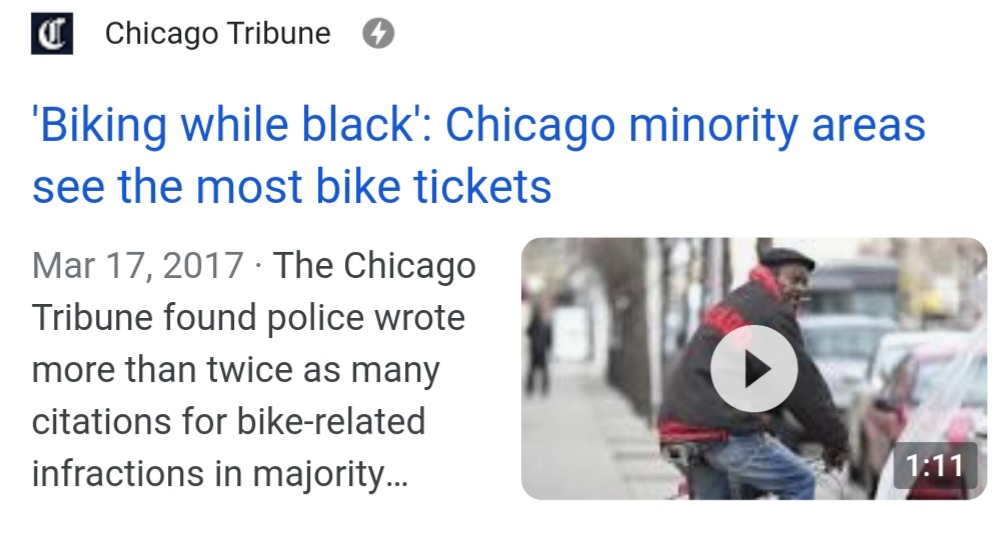 Chicago Tribune
'Biking while black': Chicago minority areas
see the most bike tickets
Mar 17, 2017 · The Chicago
Tribune found police wrote
more than twice as many
citations for bike-related
infractions in majority...
1:11